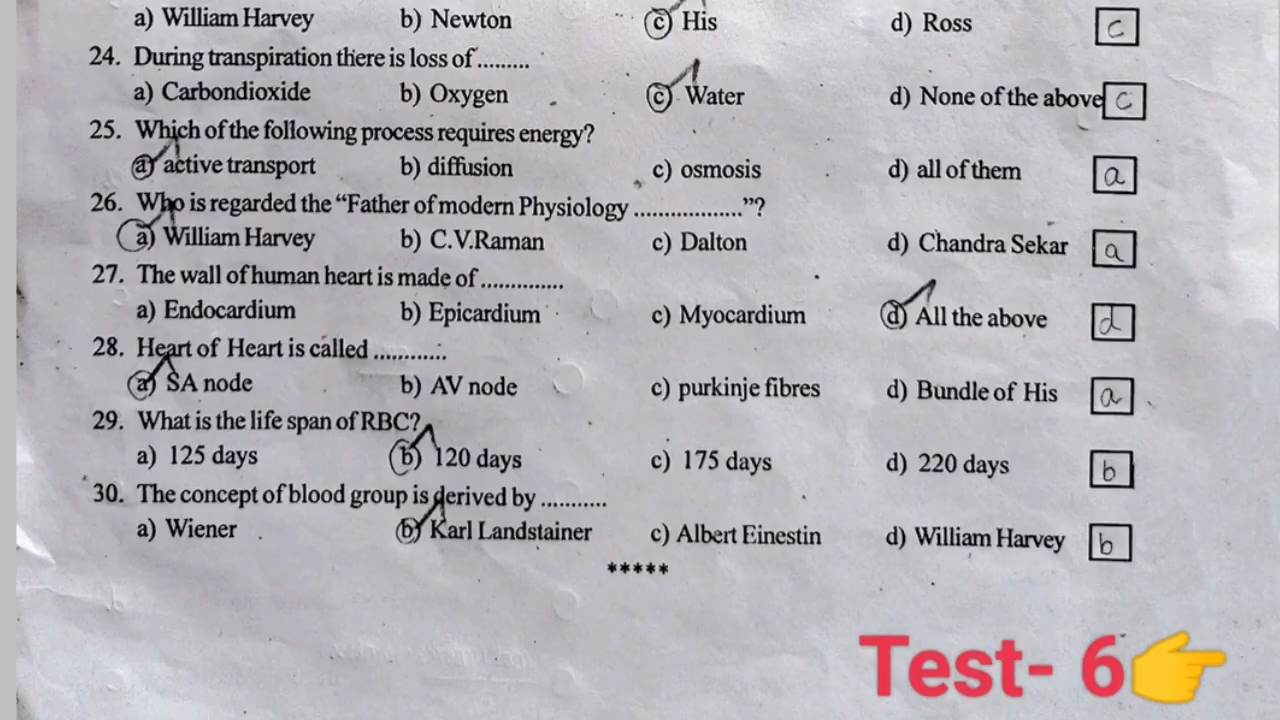 a) William Harvey b) Newton c) His d) Ross c
24. During transpiration there is loss of .........
a) Carbondioxide b) Oxygen c) Water d) None of the above c
25. Which of the following process requires energy?
a) active transport b) diffusion c) osmosis d) all of them a
26. Who is regarded the “Father of modern Physiology ..................”?
a) William Harvey b) C.V.Raman c) Dalton d) Chandra Sekar a
27. The wall of human heart is made of ..............
a) Endocardium b) Epicardium c) Myocardium d) All the above d
28. Heart of Heart is called ............
a) SA node b) AV node c) purkinje fibres d) Bundle of His a
29. What is the life span of RBC?
a) 125 days b) 120 days c) 175 days d) 220 days b
30. The concept of blood group is derived by ...........
a) Wiener b) Karl Landstainer c) Albert Einestin d) William Harvey b
*****
Test- 6👉